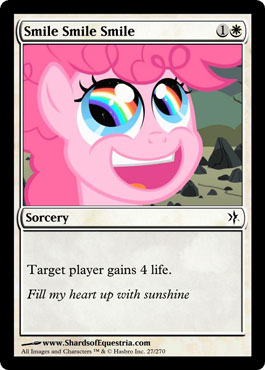 Smile Smile Smile 1
Sorcery
Target player gains 4 life.
Fill my heart up with sunshine
www.ShardsofEquestria.com
All Images and Characters ™ & © Hasbro Inc. 27/270